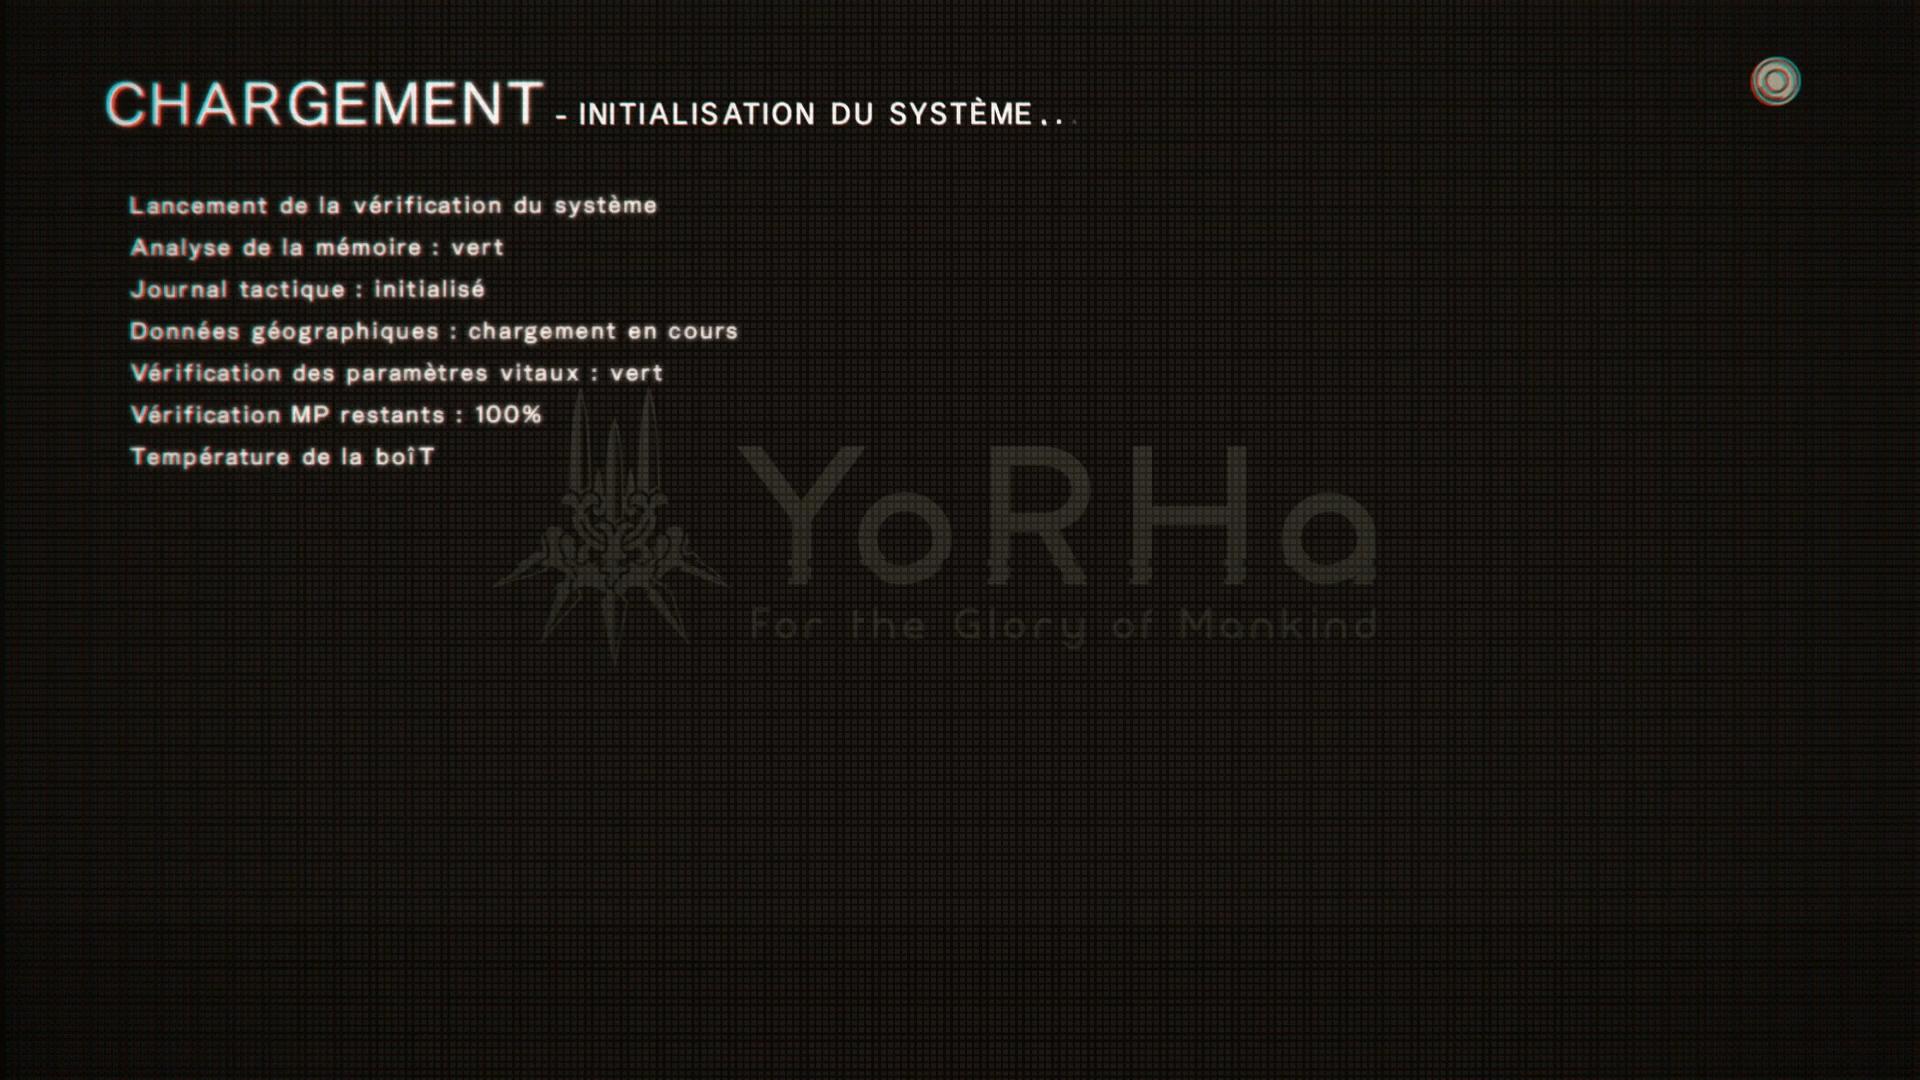 CHARGEMENT - INITIALISATION DU SYSTÈME...
Lancement de la vérification du système
Analyse de la mémoire : vert
Journal tactique : initialisé
Données géographiques : chargement en cours
Vérification des paramètres vitaux : vert
Vérification MP restants : 100%
Température de la boîT
YoRHa
For the Glory of Mankind